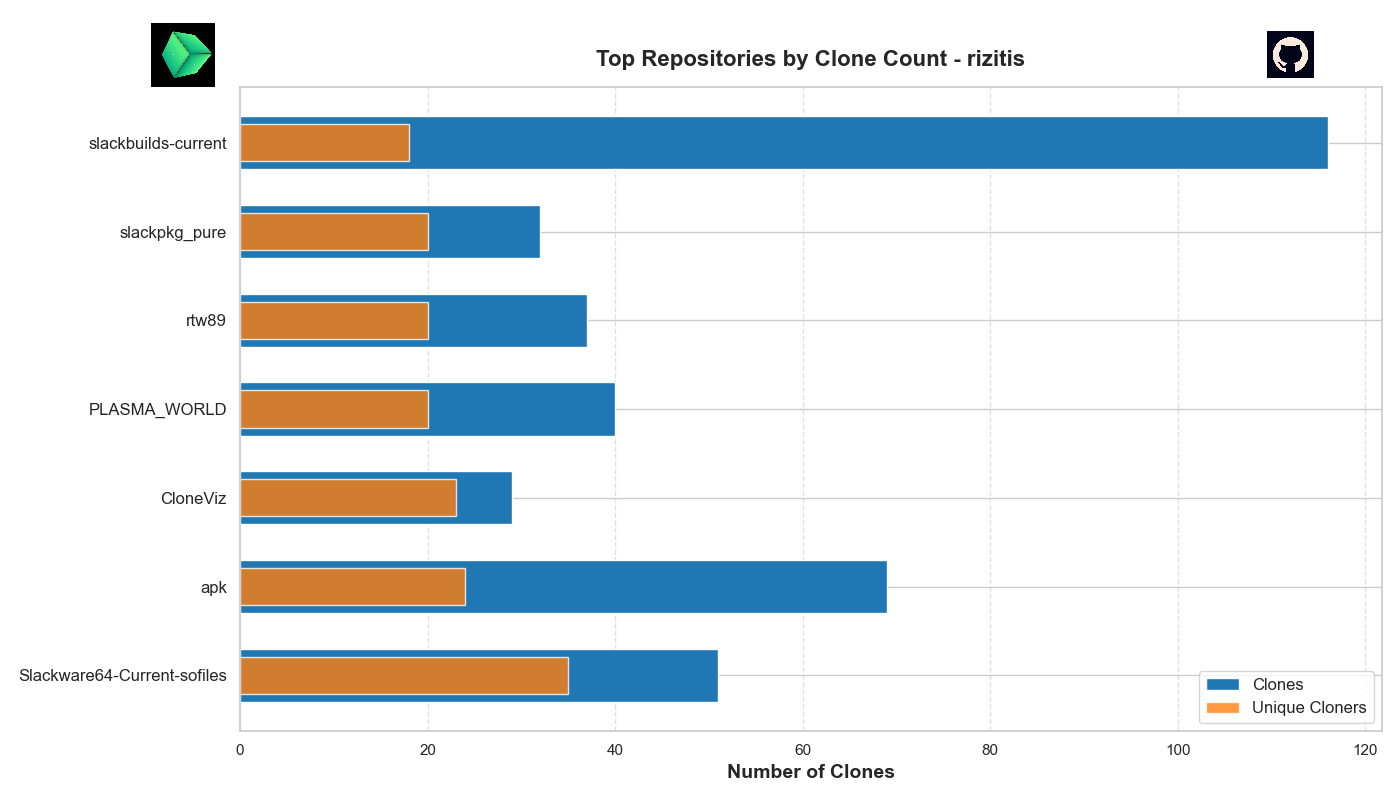 Top Repositories by Clone Count - rizitis
slackbuilds-current
slackpkg_pure
rtw89
PLASMA_WORLD
CloneViz
apk
Slackware64-Current-sofiles
Clones
Unique Cloners
0 20 40 60 80 100 120
Number of Clones